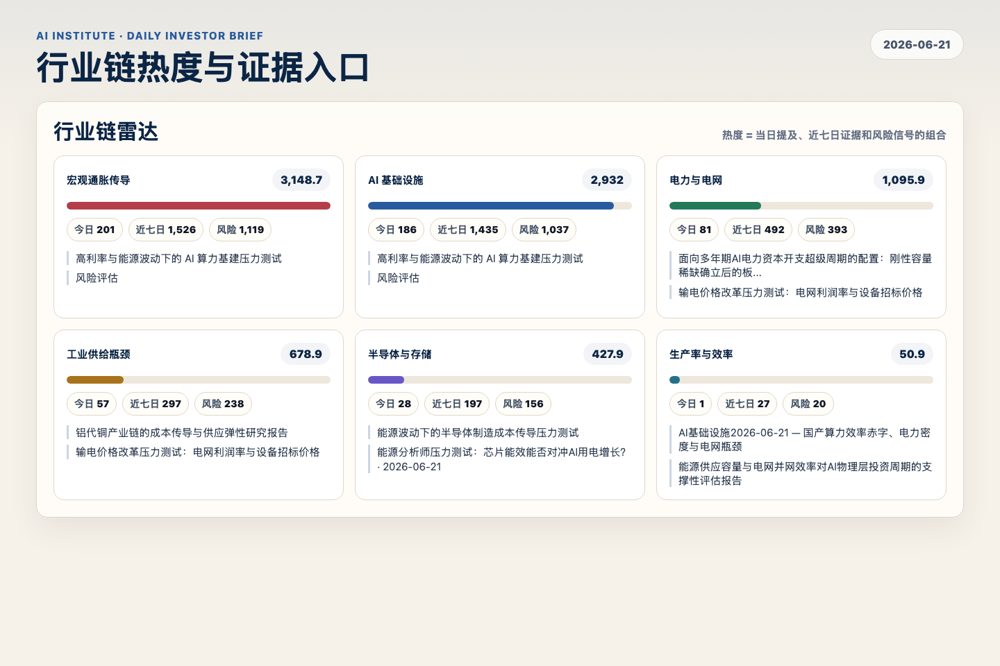 AI INSTITUTE · DAILY INVESTOR BRIEF
2026-06-21
行业链热度与证据入口
行业链雷达
热度 = 当日提及、近七日证据和风险信号的组合
宏观通胀传导
3,148.7
今日 201
近七日 1,526
风险 1,119
高利率与能源波动下的 AI 算力基建压力测试
风险评估
AI 基础设施
2,932
今日 186
近七日 1,435
风险 1,037
高利率与能源波动下的 AI 算力基建压力测试
风险评估
电力与电网
1,095.9
今日 81
近七日 492
风险 393
面向多年期AI电力资本开支超级周期的配置：刚性容量
稀缺确立后的板...
输电价格改革压力测试：电网利润率与设备招标价格
工业供给瓶颈
678.9
今日 57
近七日 297
风险 238
铝代铜产业链的成本传导与供应弹性研究报告
输电价格改革压力测试：电网利润率与设备招标价格
半导体与存储
427.9
今日 28
近七日 197
风险 156
能源波动下的半导体制造成本传导压力测试
能源分析师压力测试：芯片能效能否对冲AI用电增长？
· 2026-06-21
生产率与效率
50.9
今日 1
近七日 27
风险 20
AI基础设施2026-06-21 — 国产算力效率赤字、电力密
度与电网瓶颈
能源供应容量与电网并网效率对AI物理层投资周期的支
撑性评估报告